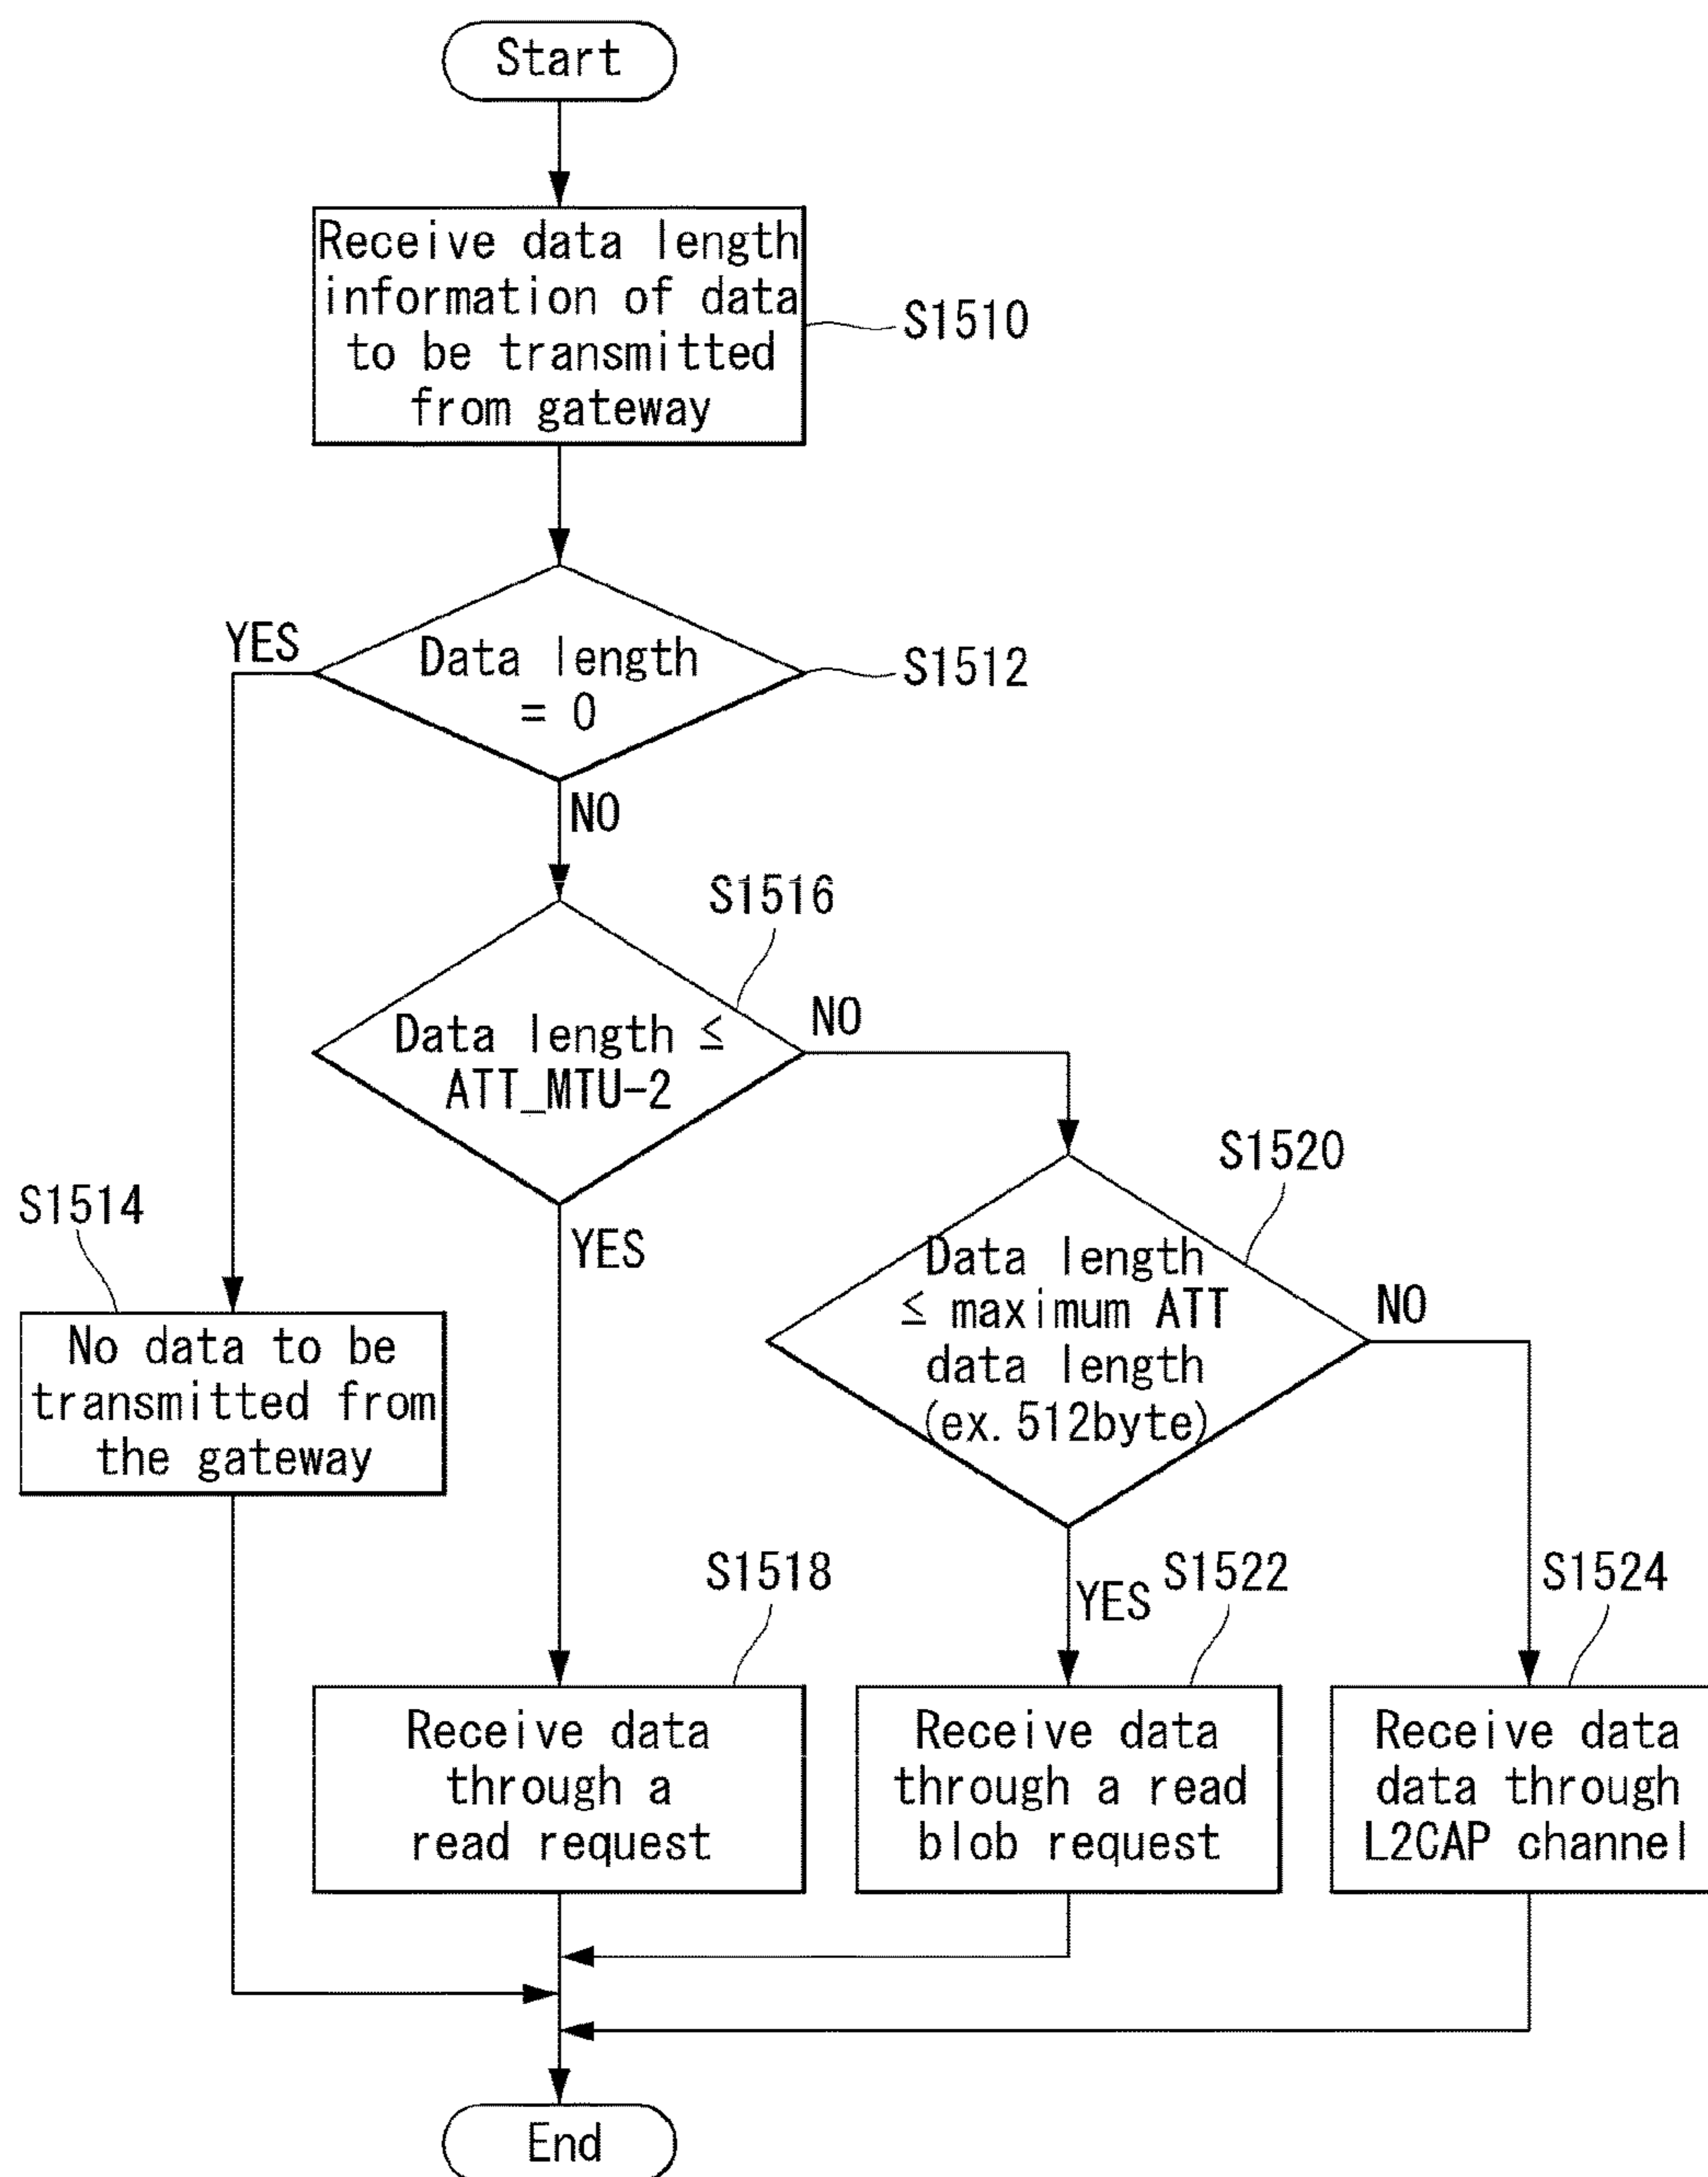 Start
Receive data length
information of data
to be transmitted
from gateway
S1510
YES
Data length
= 0
S1512
NO
S1516
Data length ≤
ATT_MTU-2
NO
S1520
S1514
YES
Data length
≤ maximum ATT
data length
(ex. 512byte)
NO
No data to be
transmitted from
the gateway
S1518
YES
S1522
S1524
Receive data
through a
read request
Receive data
through a read
blob request
Receive data
data through
L2CAP channel
End